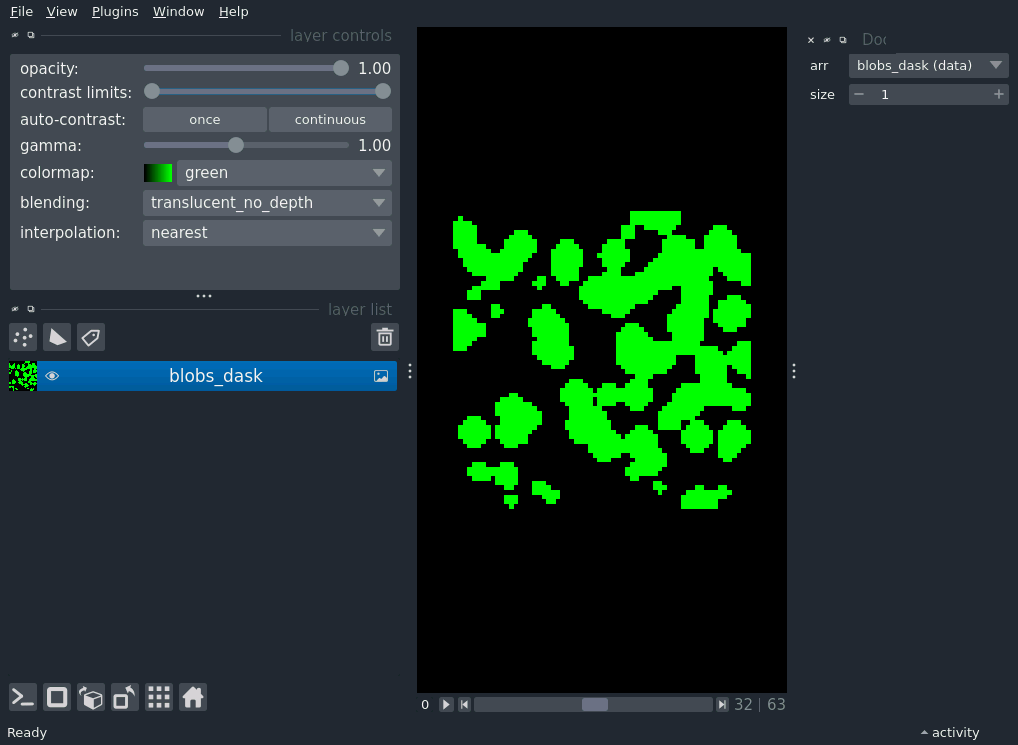 File View Plugins Window Help
layer controls
opacity: 1.00
contrast limits:
auto-contrast: once continuous
gamma: 1.00
colormap: green
blending: translucent_no_depth
interpolation: nearest
layer list
blobs_dask
0 32 | 63
Ready
arr blobs_dask (data)
size 1
activity